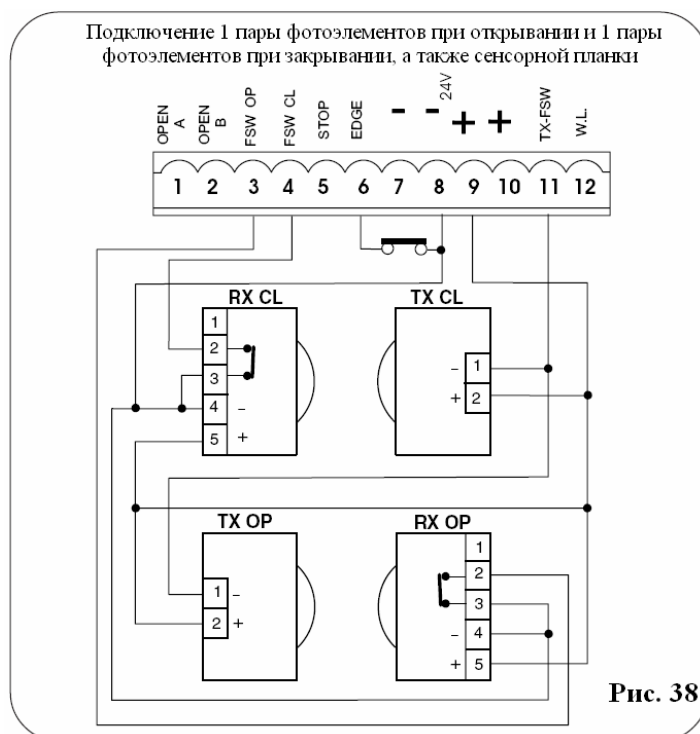 Подключение 1 пары фотоэлементов при открывании и 1 пары
фотоэлементов при закрывании, а также сенсорной планки
OPEN A
OPEN B
FSW OP
FSW CL
STOP
EDGE
-
-
24V
+
+
TX-FSW
W.L.
1 2 3 4 5 6 7 8 9 10 11 12
RX CL
1
2
3
4 -
5 +
TX CL
- 1
+ 2
TX OP
1 -
2 +
RX OP
1
2
3
- 4
+ 5
Рис. 38